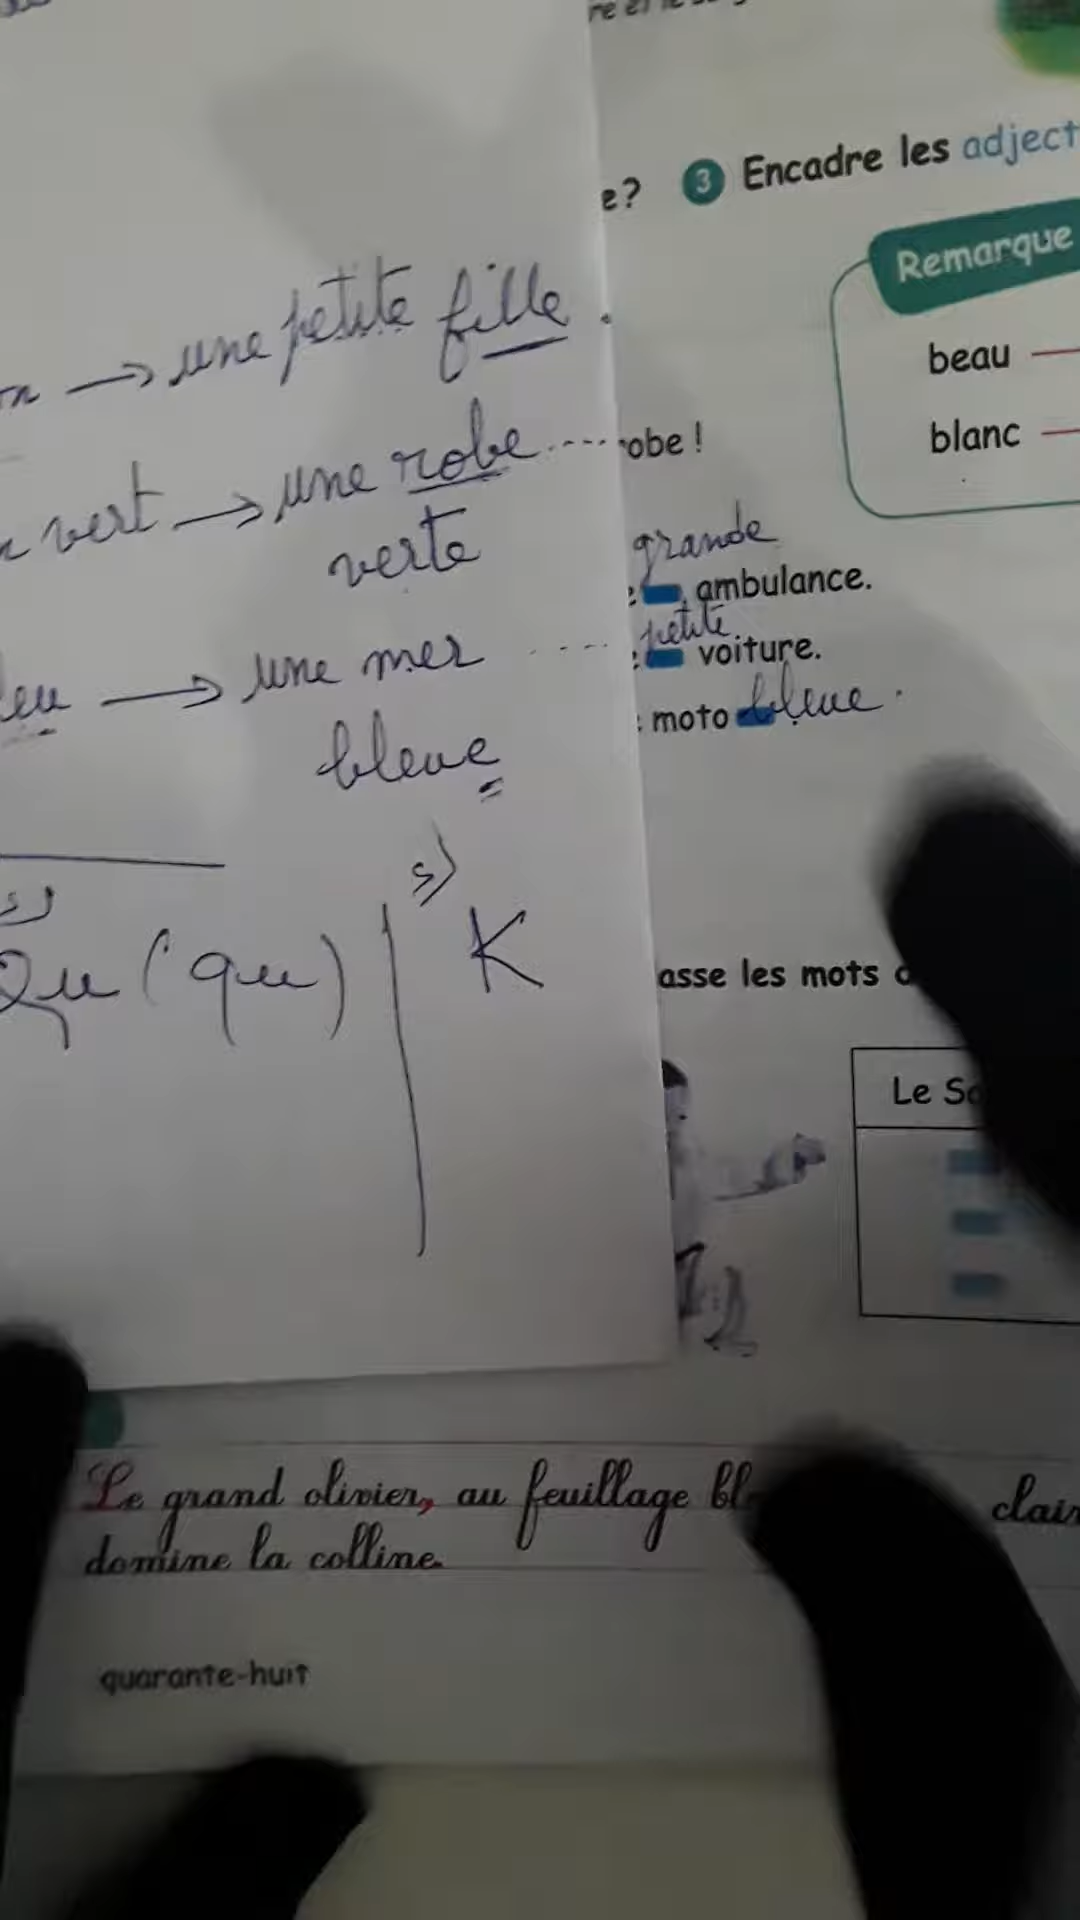 → une petite fille.
vert → une robe
verte
→ une mer
bleue
Qu (qu)
K
e?
3 Encadre les adject
Remarque
beau
blanc
obe !
grande
ambulance.
petite
voiture.
moto bleue.
asse les mots
Le
Le grand olivier, au feuillage clair
domine la colline.
quarante-huit